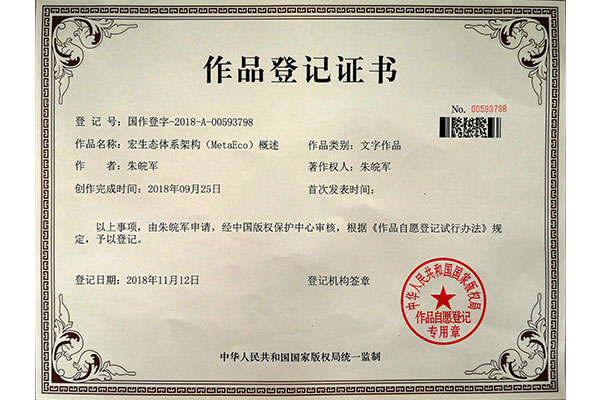 作品登记证书
No. 00593798
登 记 号：国作登字-2018-A-00593798
作品名称：宏生态体系架构（MetaEco）概述 作品类别：文字作品
作 者：朱皖军 著作权人：朱皖军
创作完成时间：2018年09月25日 首次发表时间：
以上事项，由朱皖军申请，经中国版权保护中心审核，根据《作品自愿登记试行办法》规
定，予以登记。
登记日期：2018年11月12日 登记机构签章
中华人民共和国国家版权局
作品自愿登记
专用章
中华人民共和国国家版权局统一监制